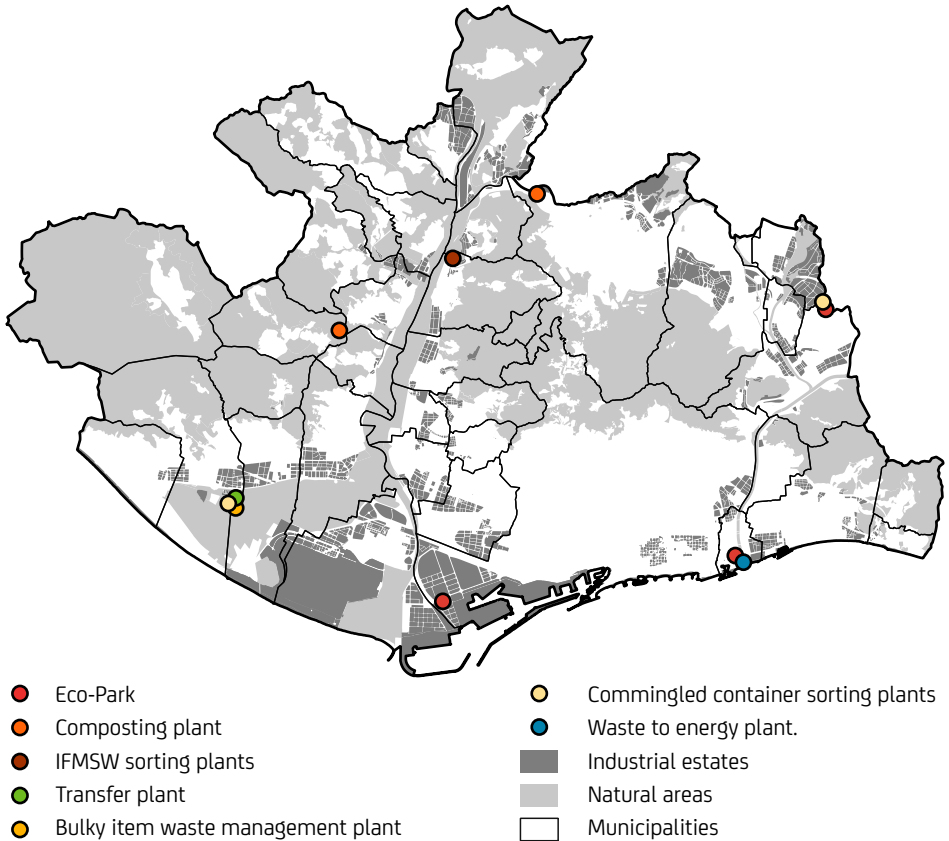 Eco-Park
Composting plant
IFMSW sorting plants
Transfer plant
Bulky item waste management plant
Commingled container sorting plants
Waste to energy plant.
Industrial estates
Natural areas
Municipalities